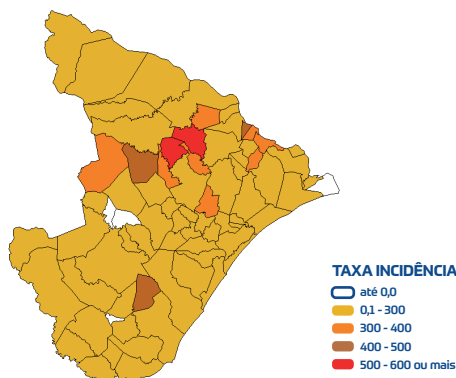 TAXA INCIDÊNCIA
até 0,0
0,1 - 300
300 - 400
400 - 500
500 - 600 ou mais